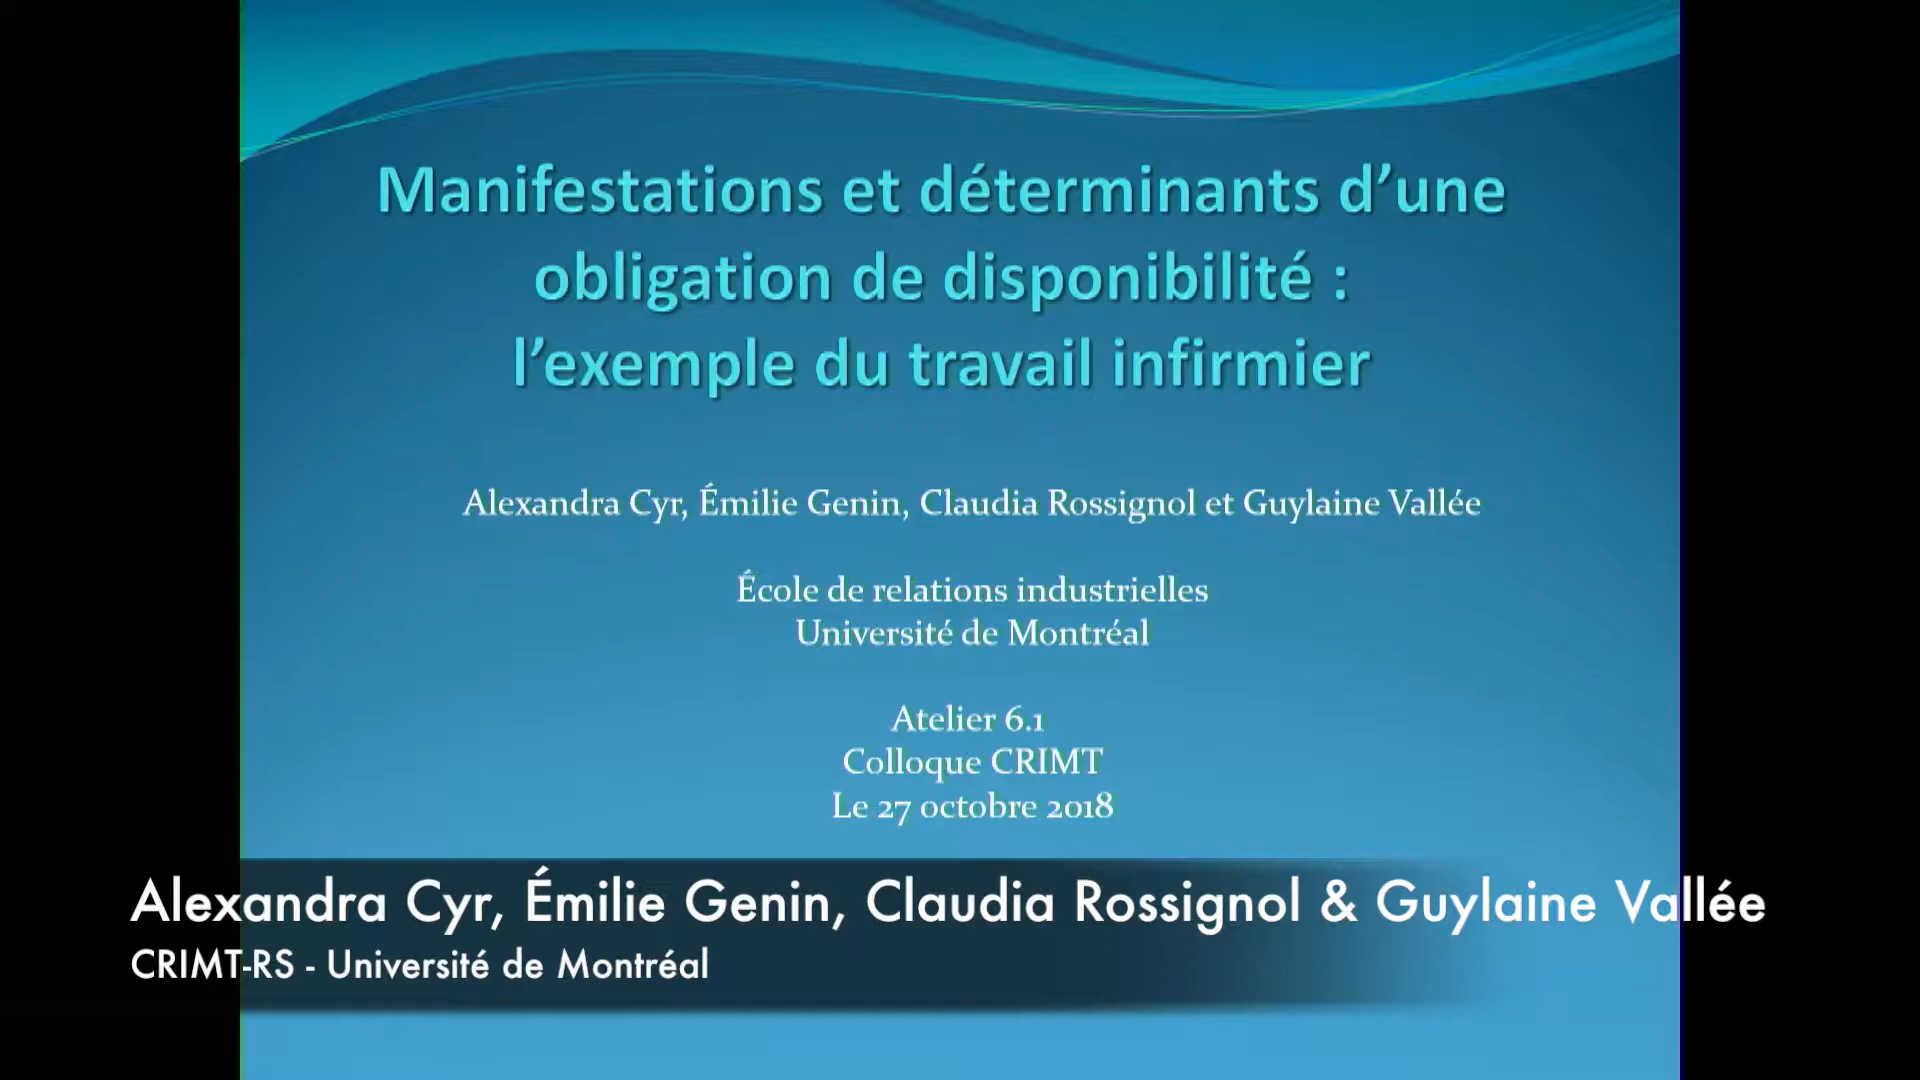 Manifestations et déterminants d’une
obligation de disponibilité :
l’exemple du travail infirmier
Alexandra Cyr, Émilie Genin, Claudia Rossignol et Guylaine Vallée
École de relations industrielles
Université de Montréal
Atelier 6.1
Colloque CRIMT
Le 27 octobre 2018
Alexandra Cyr, Émilie Genin, Claudia Rossignol & Guylaine Vallée
CRIMT-RS - Université de Montréal